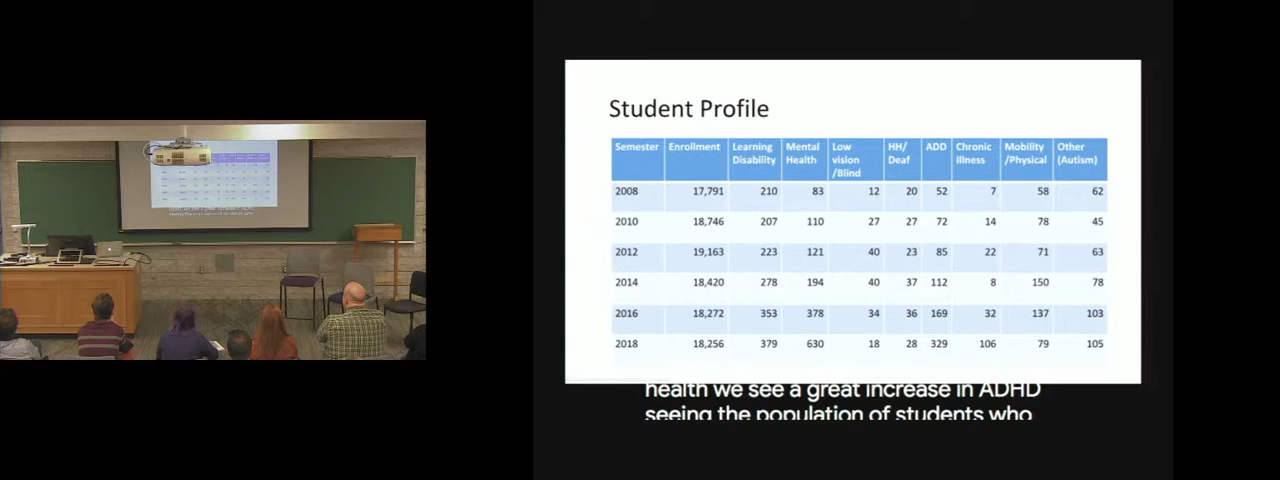 Student Profile
Semester Enrollment Learning Disability Mental Health Low vision /Blind HH/ Deaf ADD Chronic Illness Mobility /Physical Other (Autism)
2008 17,791 210 83 12 20 52 7 58 62
2010 18,746 207 110 27 27 72 14 78 45
2012 19,163 223 121 40 23 85 22 71 63
2014 18,420 278 194 40 37 112 8 150 78
2016 18,272 353 378 34 36 169 32 137 103
2018 18,256 379 630 18 28 329 106 79 105
health we see a great increase in ADHD
seeing the population of students who